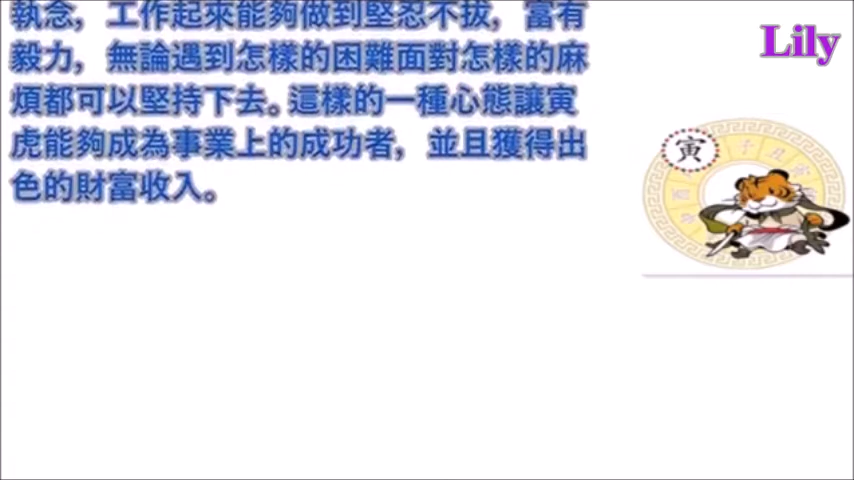 執念，工作起來能夠做到堅忍不拔，富有
毅力，無論遇到怎樣的困難面對怎樣的麻
煩都可以堅持下去。這樣的一種心態讓寅
虎能夠成為事業上的成功者，並且獲得出
色的財富收入。
Lily
寅
子
丑